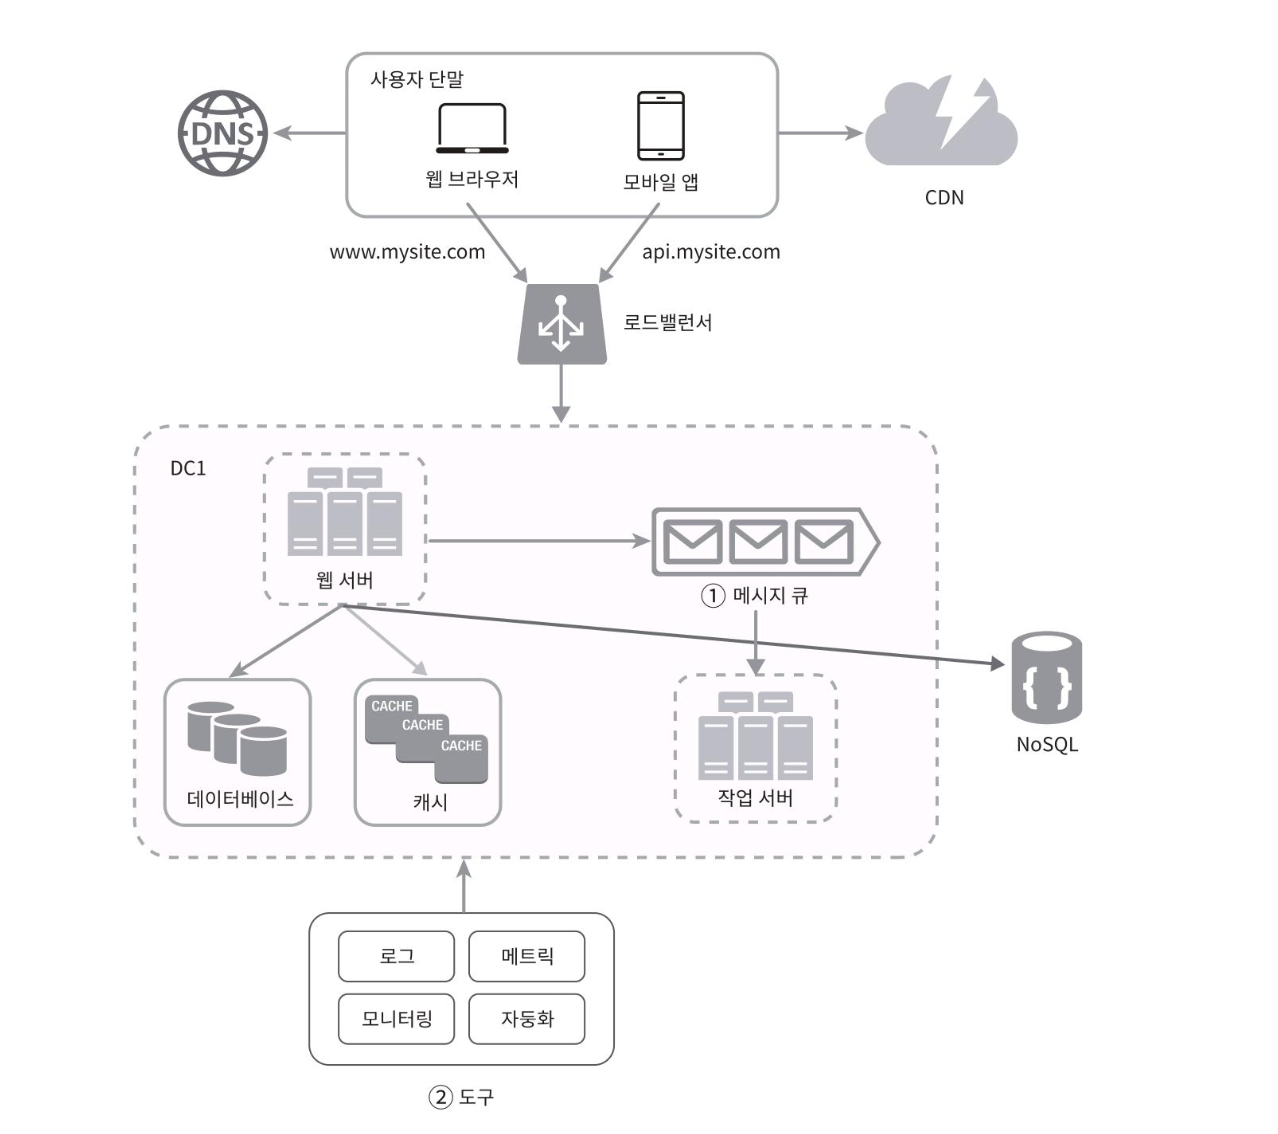 사용자 단말
DNS
웹 브라우저
모바일 앱
CDN
www.mysite.com
api.mysite.com
로드밸런서
DC1
웹 서버
① 메시지 큐
CACHE
CACHE
CACHE
데이터베이스
캐시
작업 서버
{ }
NoSQL
로그
메트릭
모니터링
자동화
② 도구